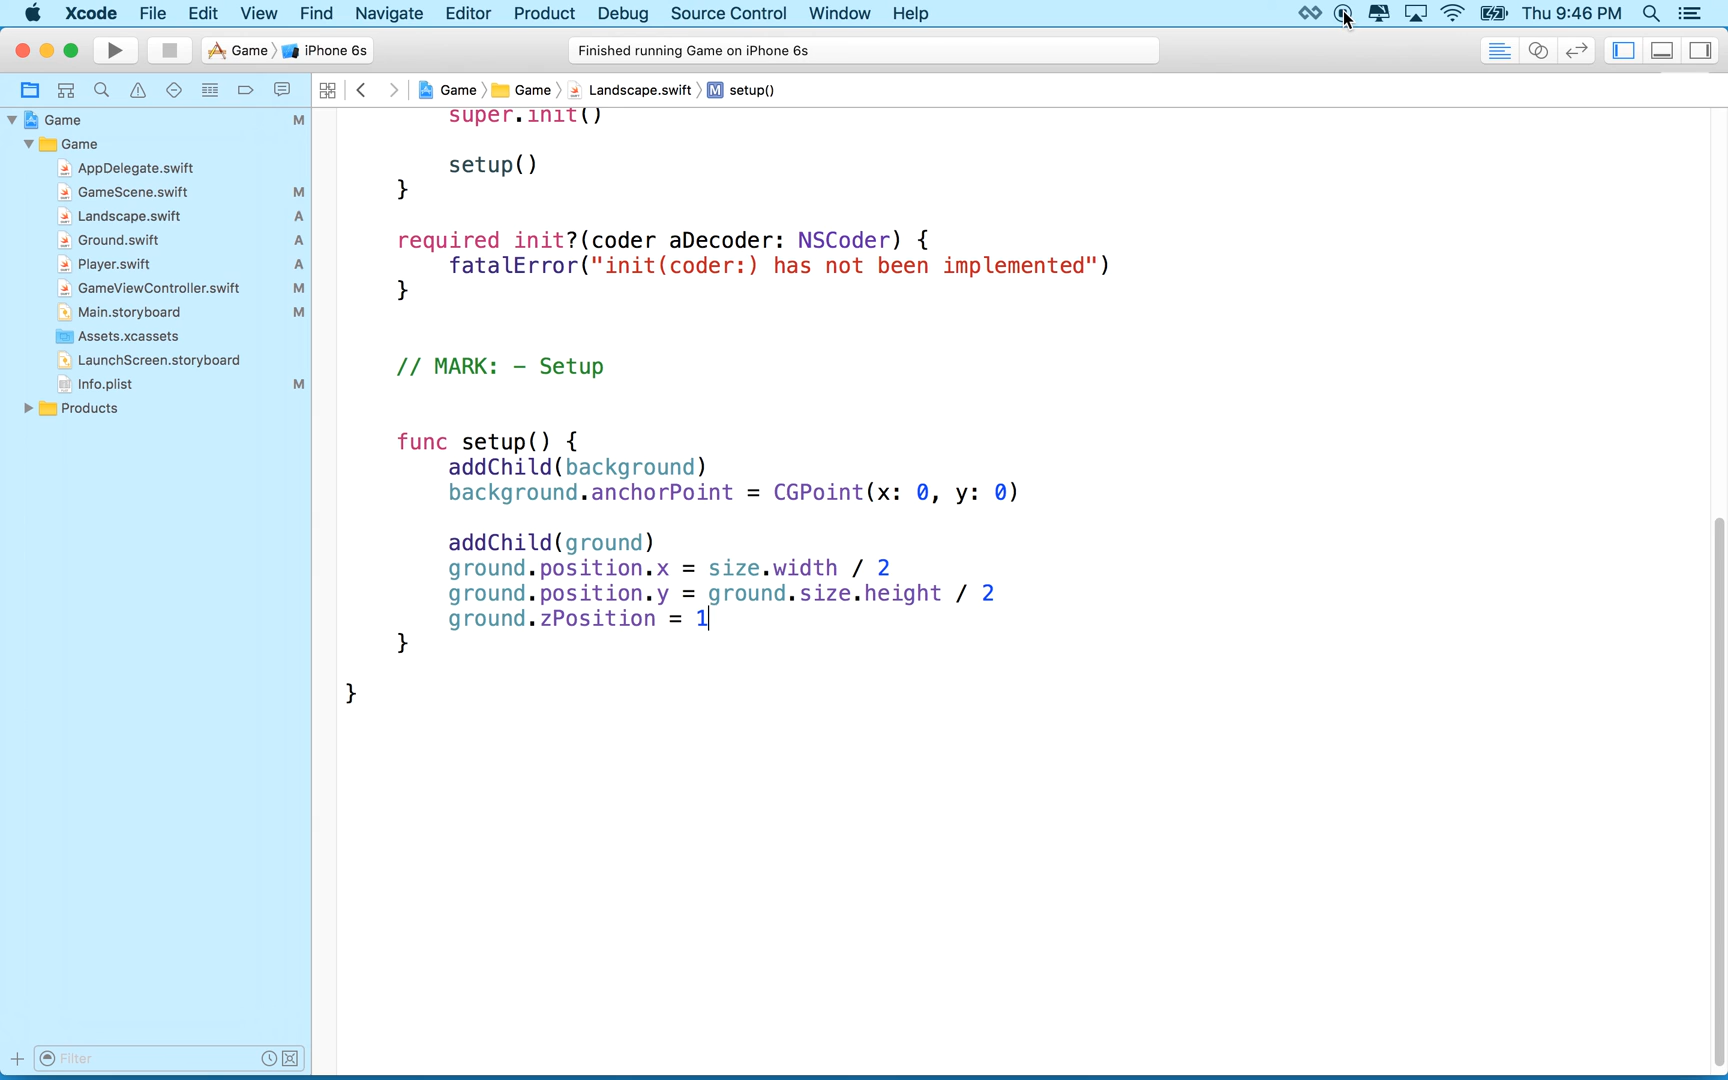 Xcode File Edit View Find Navigate Editor Product Debug Source Control Window Help Thu 9:46 PM
Game iPhone 6s Finished running Game on iPhone 6s
Game Game Landscape.swift M setup()
Game M
Game
AppDelegate.swift
GameScene.swift M
Landscape.swift A
Ground.swift A
Player.swift A
GameViewController.swift M
Main.storyboard M
Assets.xcassets
LaunchScreen.storyboard
Info.plist M
Products
super.init()
setup()
}
required init?(coder aDecoder: NSCoder) {
fatalError("init(coder:) has not been implemented")
}
// MARK: - Setup
func setup() {
addChild(background)
background.anchorPoint = CGPoint(x: 0, y: 0)
addChild(ground)
ground.position.x = size.width / 2
ground.position.y = ground.size.height / 2
ground.zPosition = 1
}
}
Filter